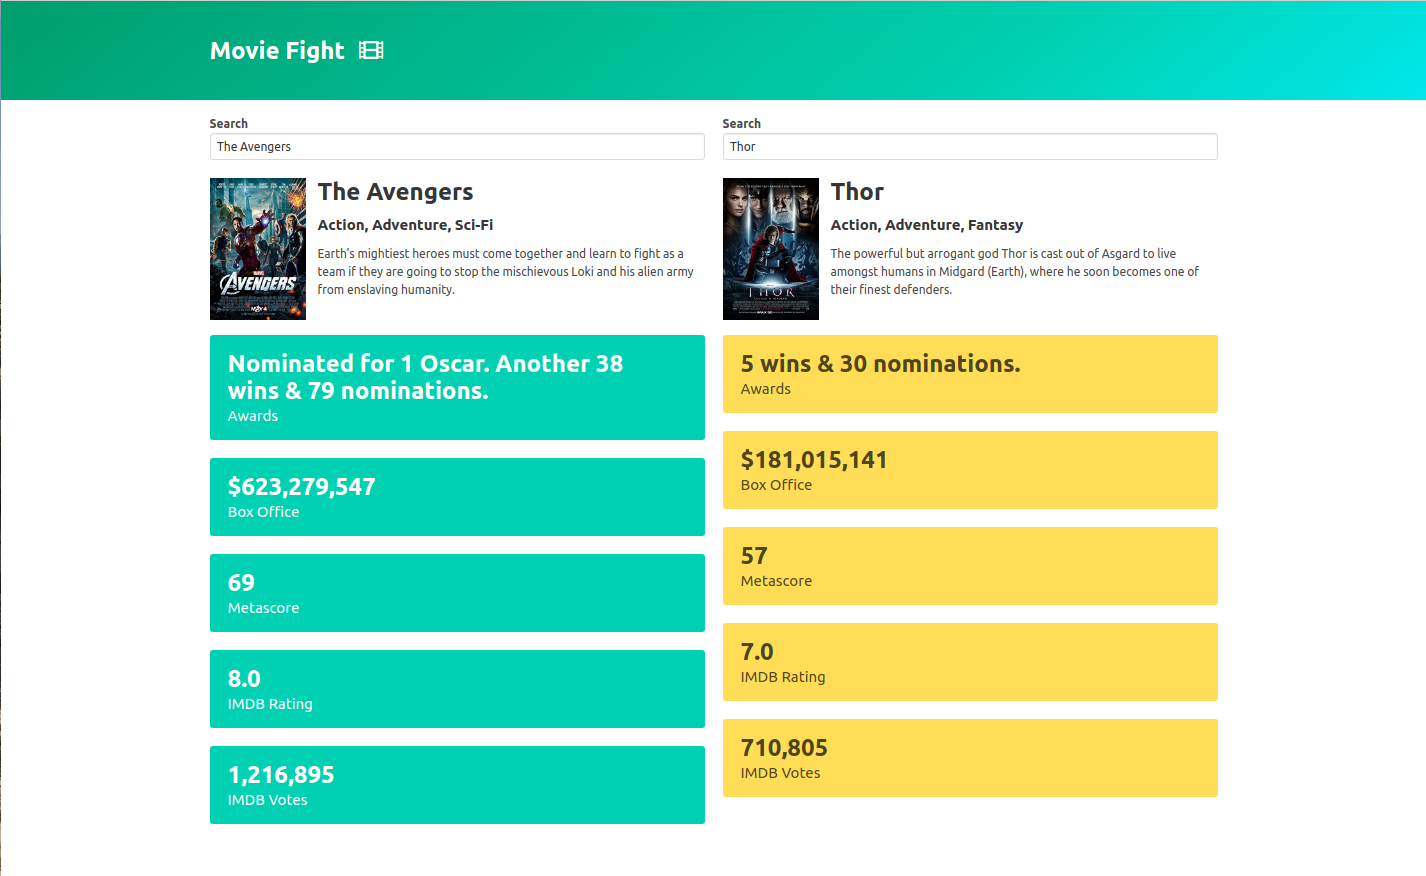 Movie Fight
Search
The Avengers
The Avengers
Action, Adventure, Sci-Fi
Earth's mightiest heroes must come together and learn to fight as a
team if they are going to stop the mischievous Loki and his alien army
from enslaving humanity.
MARVEL
AVENGERS
MAY 4
Nominated for 1 Oscar. Another 38
wins & 79 nominations.
Awards
$623,279,547
Box Office
69
Metascore
8.0
IMDB Rating
1,216,895
IMDB Votes
Search
Thor
Thor
Action, Adventure, Fantasy
The powerful but arrogant god Thor is cast out of Asgard to live
amongst humans in Midgard (Earth), where he soon becomes one of
their finest defenders.
THOR
5 wins & 30 nominations.
Awards
$181,015,141
Box Office
57
Metascore
7.0
IMDB Rating
710,805
IMDB Votes